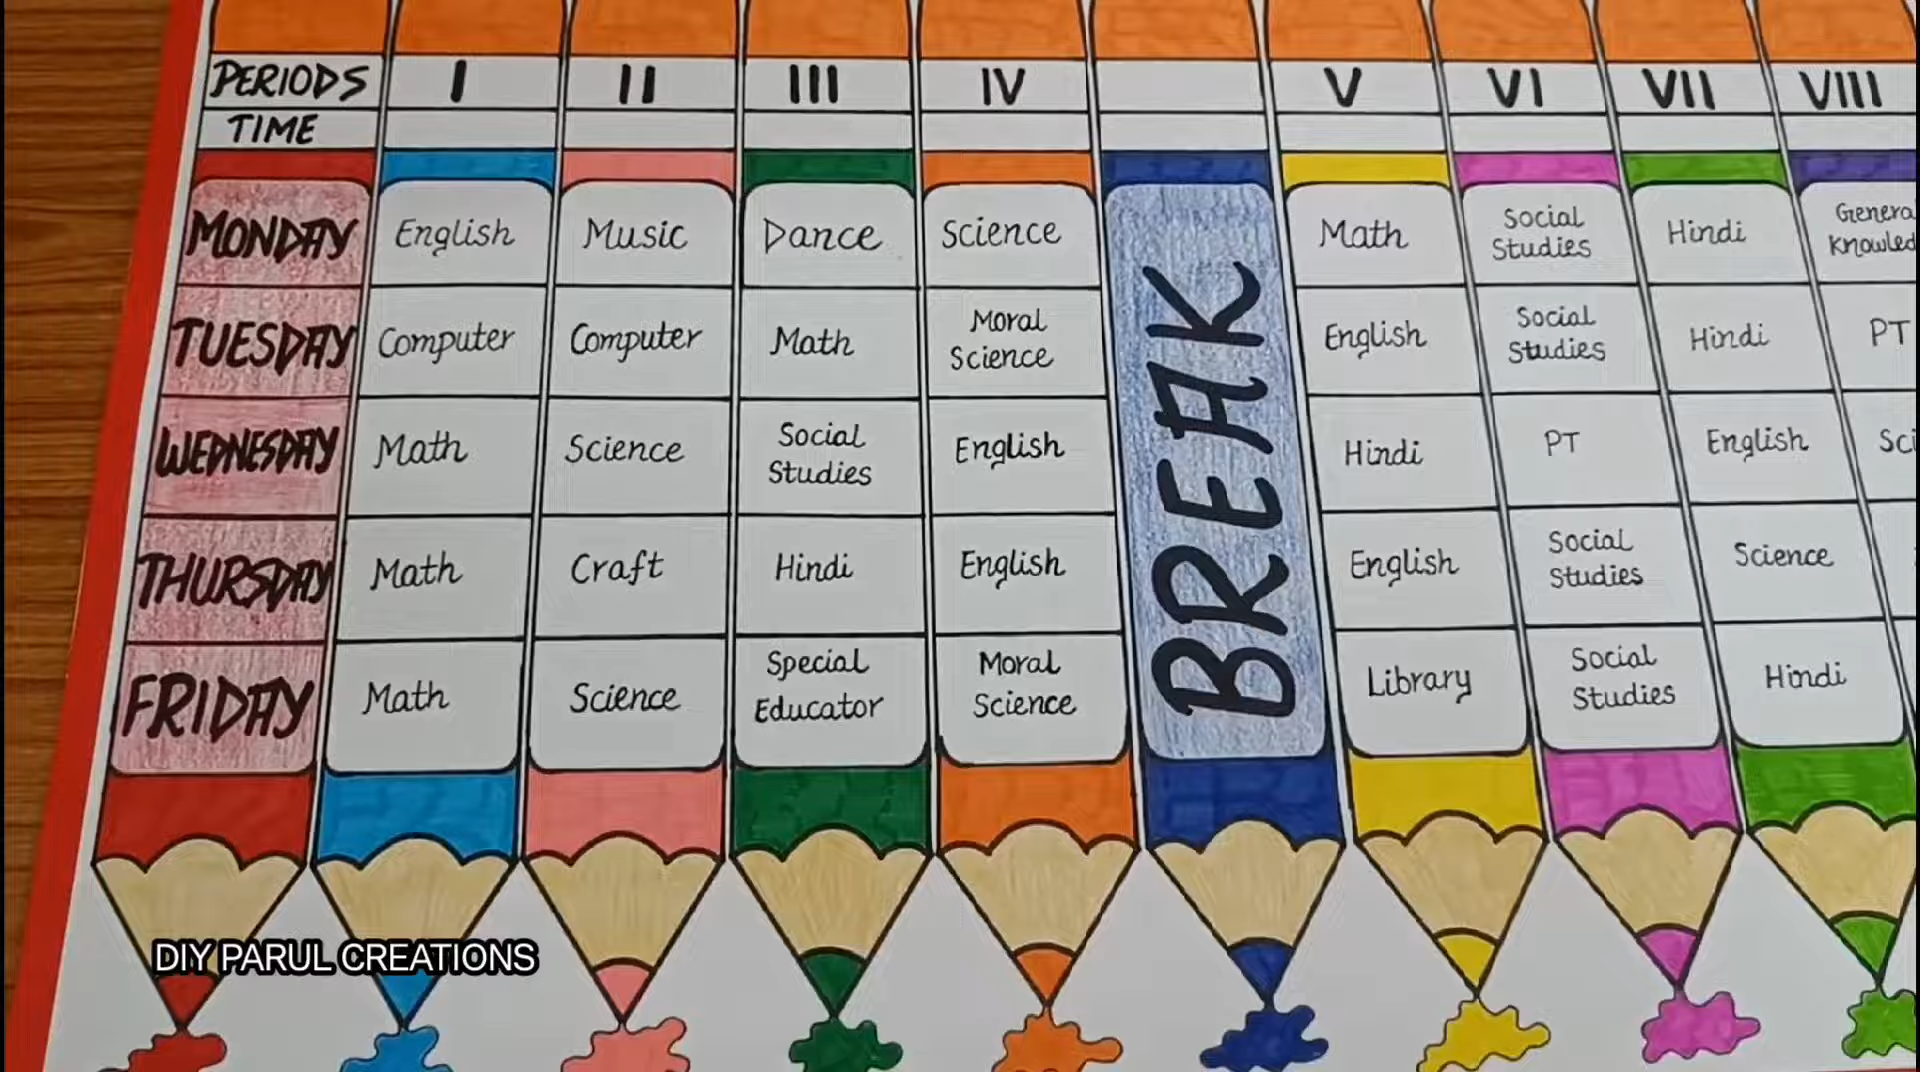 PERIODS I II III IV V VI VII VIII
TIME
MONDAY English Music Dance Science Math Social Studies Hindi
TUESDAY Computer Computer Math Moral Science English Social Studies Hindi PT
WEDNESDAY Math Science Social Studies English Hindi PT English
THURSDAY Math Craft Hindi English English Social Studies Science
FRIDAY Math Science Special Educator Moral Science Library Social Studies Hindi
BREAK
DIY PARUL CREATIONS